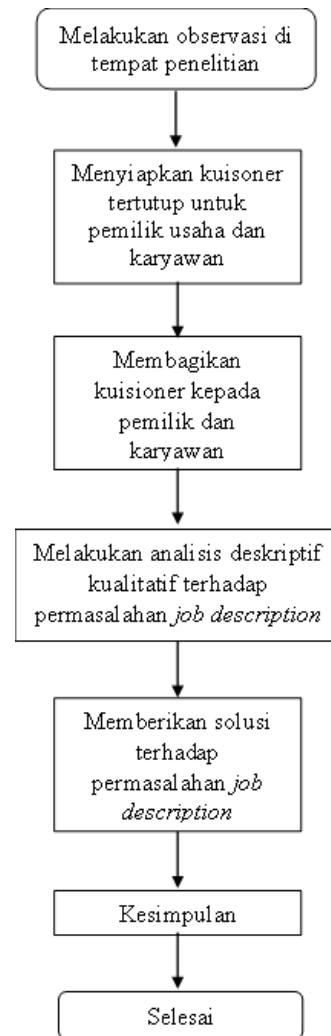 Melakukan observasi di
tempat penelitian
Menyiapkan kuisoner
tertutup untuk
pemilik usaha dan
karyawan
Membagikan
kuisioner kepada
pemilik dan
karyawan
Melakukan analisis deskriptif
kualitatif terhadap
permasalahan job description
Memberikan solusi
terhadap
permasalahan job
description
Kesimpulan
Selesai